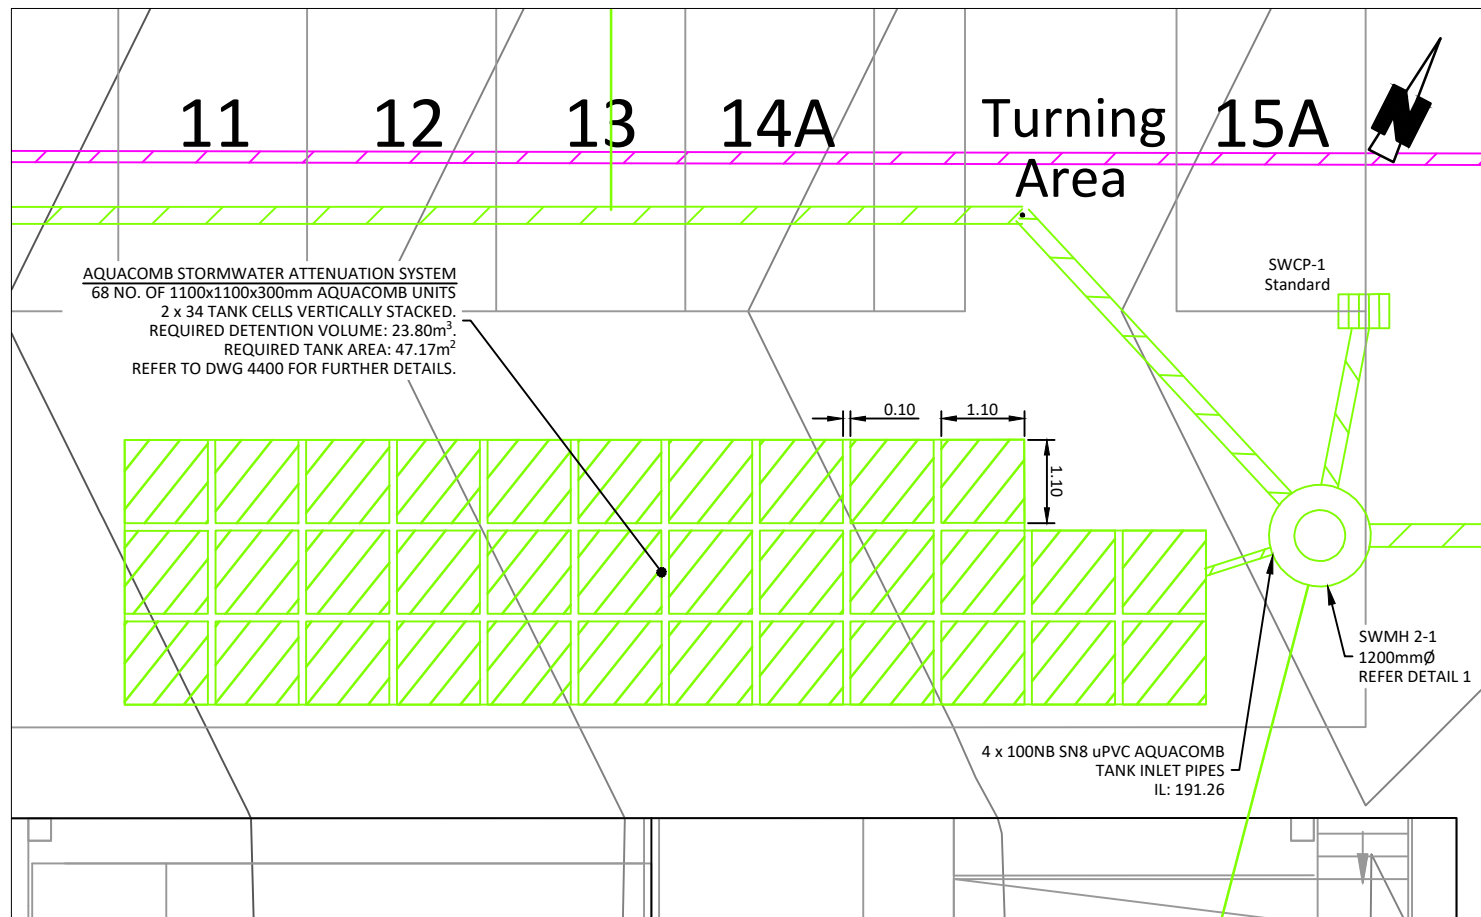 11 12 13 14A Turning 15A
Area
N
AQUACOMB STORMWATER ATTENUATION SYSTEM
68 NO. OF 1100x1100x300mm AQUACOMB UNITS
2 x 34 TANK CELLS VERTICALLY STACKED.
REQUIRED DETENTION VOLUME: 23.80m³.
REQUIRED TANK AREA: 47.17m²
REFER TO DWG 4400 FOR FURTHER DETAILS.
SWCP-1
Standard
0.10
1.10
1.10
SWMH 2-1
1200mmØ
REFER DETAIL 1
4 x 100NB SN8 uPVC AQUACOMB
TANK INLET PIPES
IL: 191.26